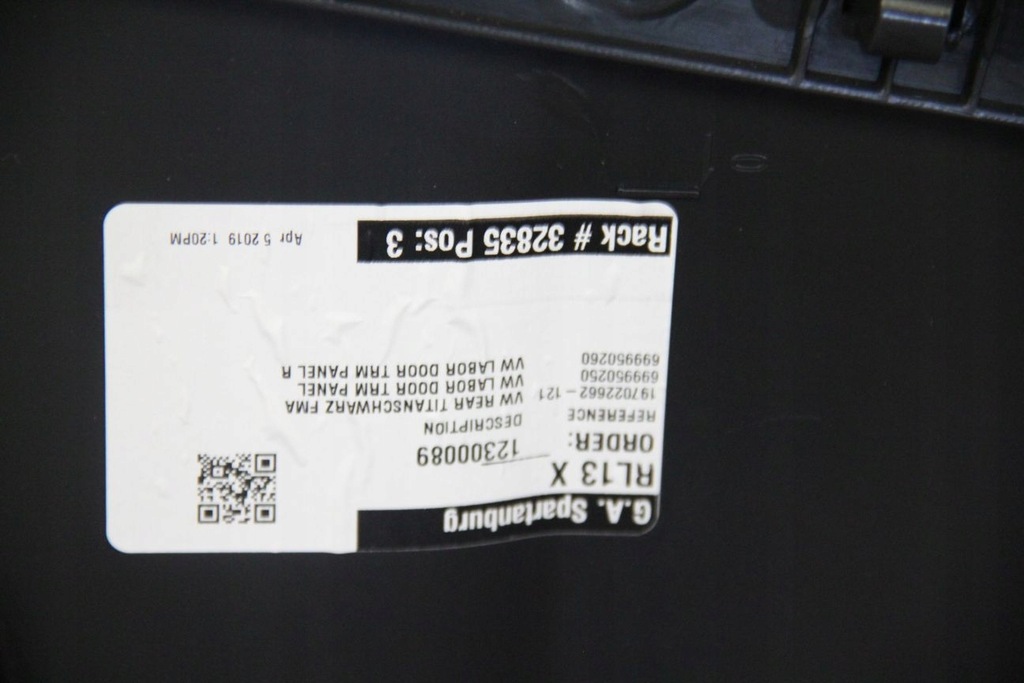 G.A. Spartanburg
RL13 X
ORDER: 12300089
REFERENCE DESCRIPTION
197022662-121 VW REAR TITANSCHWARZ FMA
699950250 VW LABOR DOOR TRM PANEL
699950260 VW LABOR DOOR TRM PANEL R
Rack # 32835 Pos: 3 Apr 5 2019 1:20PM